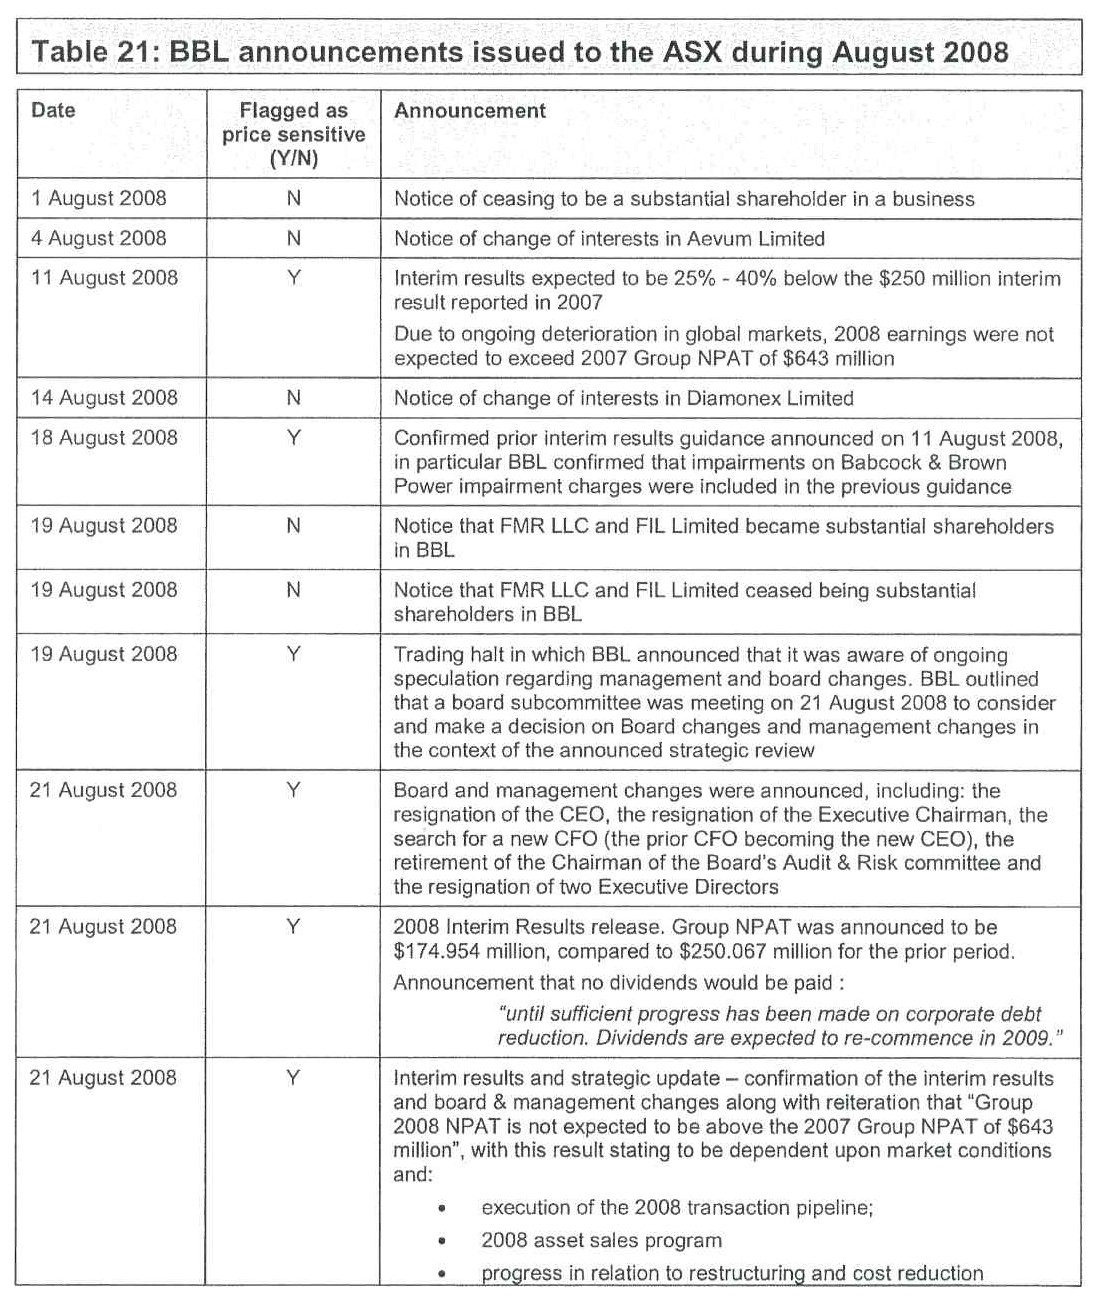 Table 21: BBL announcements issued to the ASX during August 2008
Date
Flagged as
price sensitive
(Y/N)
Announcement
1 August 2008
N
Notice of ceasing to be a substantial shareholder in a business
4 August 2008
N
Notice of change of interests in Aevum Limited
11 August 2008
Y
Interim results expected to be 25% - 40% below the $250 million interim
result reported in 2007
Due to ongoing deterioration in global markets, 2008 earnings were not
expected to exceed 2007 Group NPAT of $643 million
14 August 2008
N
Notice of change of interests in Diamonex Limited
18 August 2008
Y
Confirmed prior interim results guidance announced on 11 August 2008,
in particular BBL confirmed that impairments on Babcock & Brown
Power impairment charges were included in the previous guidance
19 August 2008
N
Notice that FMR LLC and FIL Limited became substantial shareholders
in BBL
19 August 2008
N
Notice that FMR LLC and FIL Limited ceased being substantial
shareholders in BBL
19 August 2008
Y
Trading halt in which BBL announced that it was aware of ongoing
speculation regarding management and board changes. BBL outlined
that a board subcommittee was meeting on 21 August 2008 to consider
and make a decision on Board changes and management changes in
the context of the announced strategic review
21 August 2008
Y
Board and management changes were announced, including: the
resignation of the CEO, the resignation of the Executive Chairman, the
search for a new CFO (the prior CFO becoming the new CEO), the
retirement of the Chairman of the Board's Audit & Risk committee and
the resignation of two Executive Directors
21 August 2008
Y
2008 Interim Results release. Group NPAT was announced to be
$174.954 million, compared to $250.067 million for the prior period.
Announcement that no dividends would be paid :
"until sufficient progress has been made on corporate debt
reduction. Dividends are expected to re-commence in 2009."
21 August 2008
Y
Interim results and strategic update – confirmation of the interim results
and board & management changes along with reiteration that "Group
2008 NPAT is not expected to be above the 2007 Group NPAT of $643
million", with this result stating to be dependent upon market conditions
and:
• execution of the 2008 transaction pipeline;
• 2008 asset sales program
• progress in relation to restructuring and cost reduction